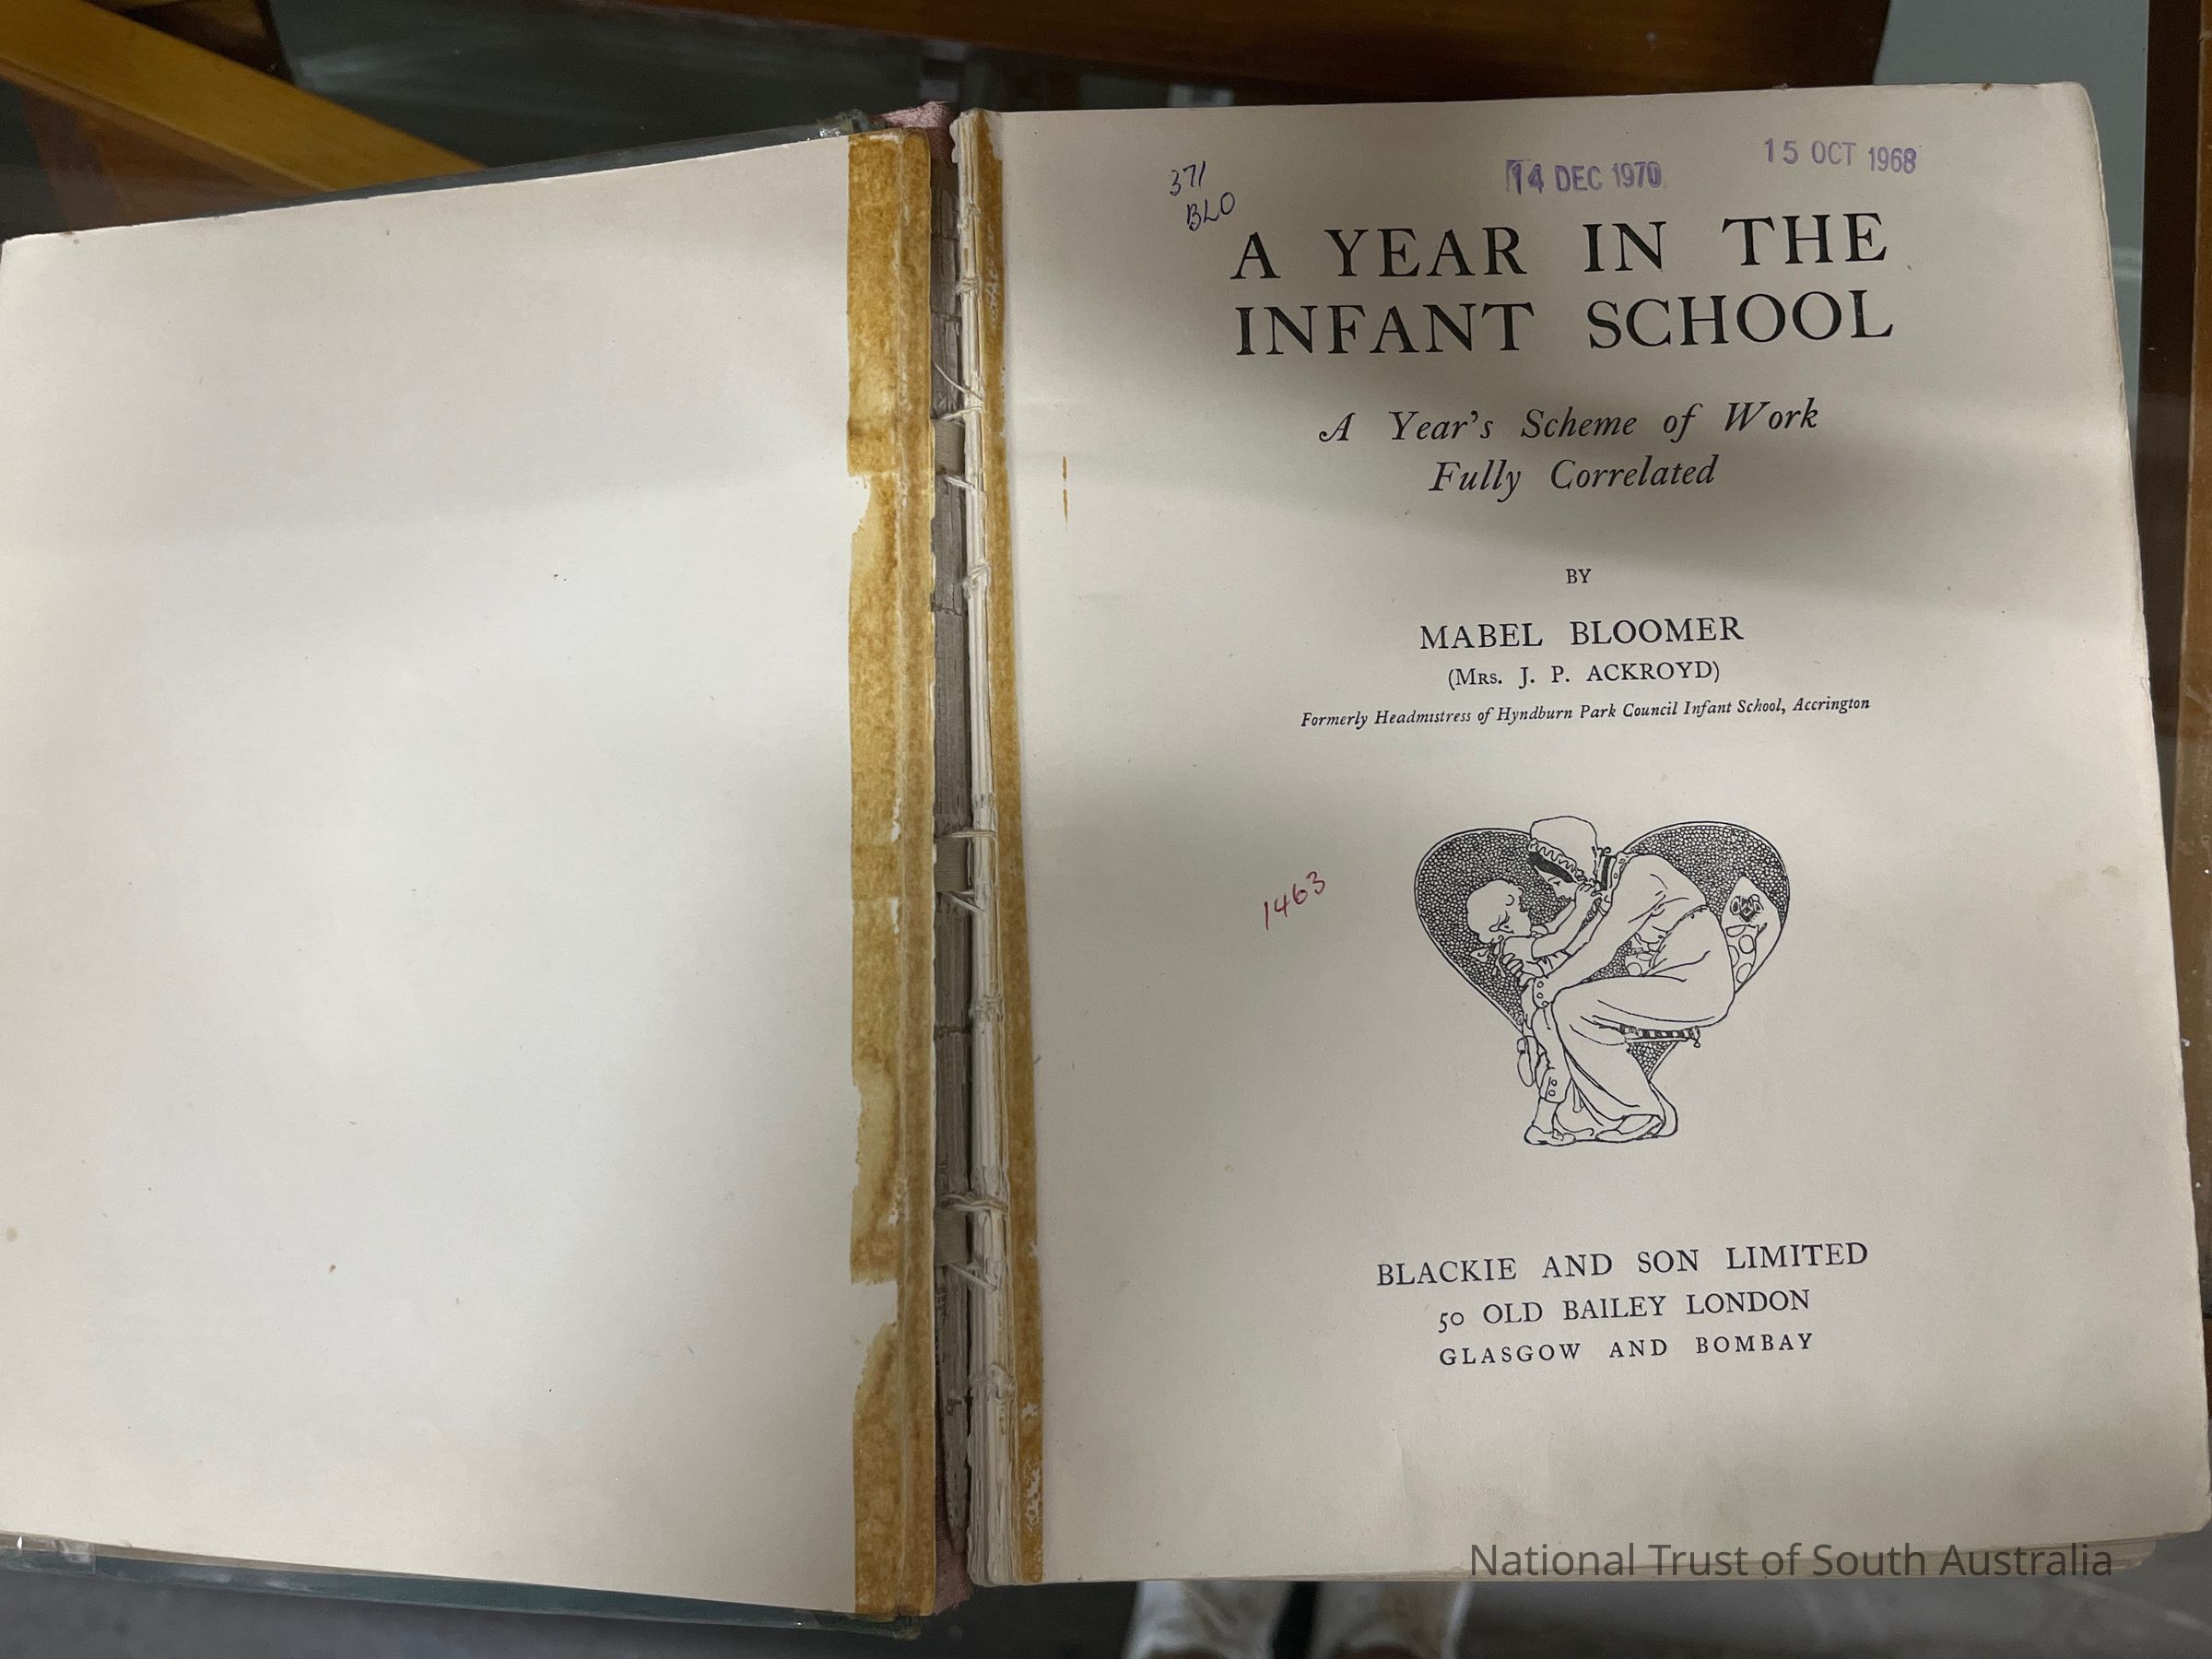 371
BLO
14 DEC 1970
15 OCT 1968
A YEAR IN THE
INFANT SCHOOL
A Year's Scheme of Work
Fully Correlated
BY
MABEL BLOOMER
(MRS. J. P. ACKROYD)
Formerly Headmistress of Hyndburn Park Council Infant School, Accrington
1463
BLACKIE AND SON LIMITED
50 OLD BAILEY LONDON
GLASGOW AND BOMBAY
National Trust of South Australia